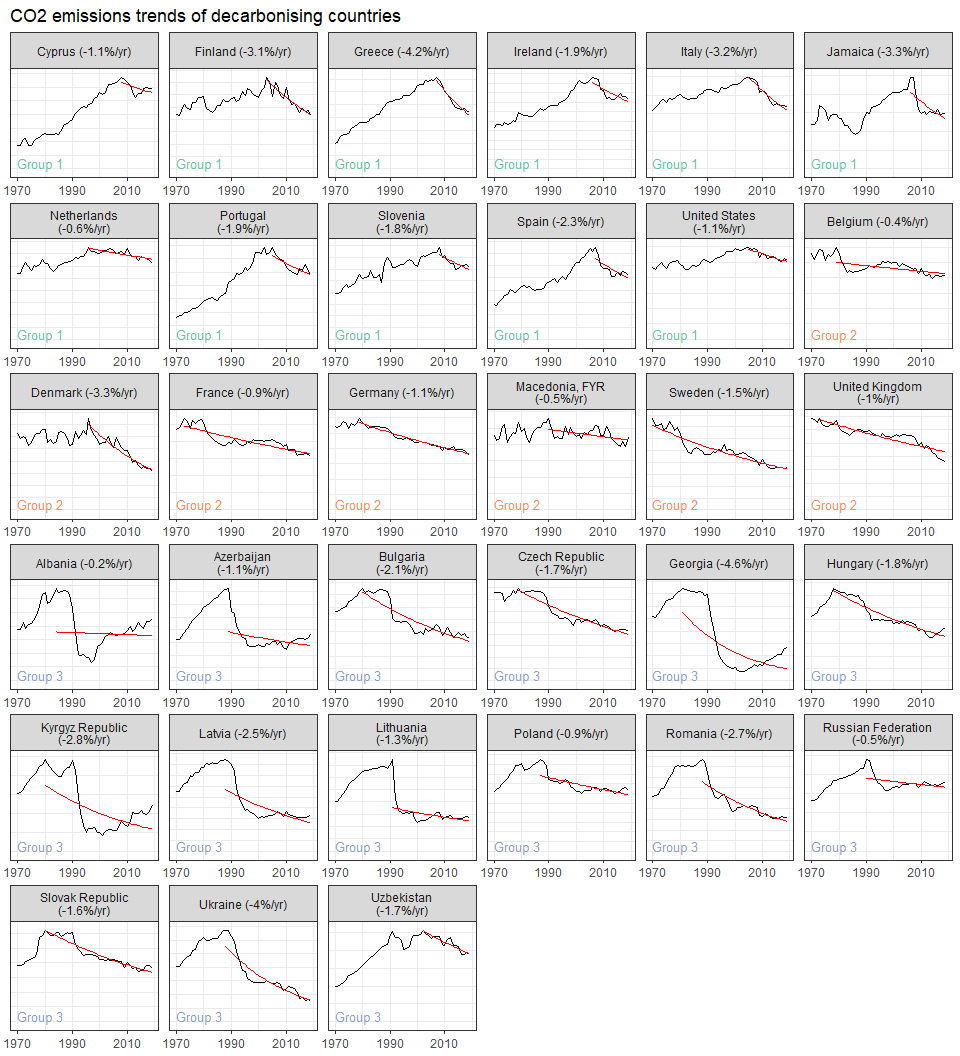 CO2 emissions trends of decarbonising countries
Cyprus (-1.1%/yr)
Finland (-3.1%/yr)
Greece (-4.2%/yr)
Ireland (-1.9%/yr)
Italy (-3.2%/yr)
Jamaica (-3.3%/yr)
Group 1
Group 1
Group 1
Group 1
Group 1
Group 1
1970 1990 2010
1970 1990 2010
1970 1990 2010
1970 1990 2010
1970 1990 2010
1970 1990 2010
Netherlands
(-0.6%/yr)
Portugal
(-1.9%/yr)
Slovenia
(-1.8%/yr)
Spain (-2.3%/yr)
United States
(-1.1%/yr)
Belgium (-0.4%/yr)
Group 1
Group 1
Group 1
Group 1
Group 1
Group 2
1970 1990 2010
1970 1990 2010
1970 1990 2010
1970 1990 2010
1970 1990 2010
1970 1990 2010
Denmark (-3.3%/yr)
France (-0.9%/yr)
Germany (-1.1%/yr)
Macedonia, FYR
(-0.5%/yr)
Sweden (-1.5%/yr)
United Kingdom
(-1%/yr)
Group 2
Group 2
Group 2
Group 2
Group 2
Group 2
1970 1990 2010
1970 1990 2010
1970 1990 2010
1970 1990 2010
1970 1990 2010
1970 1990 2010
Albania (-0.2%/yr)
Azerbaijan
(-1.1%/yr)
Bulgaria
(-2.1%/yr)
Czech Republic
(-1.7%/yr)
Georgia (-4.6%/yr)
Hungary (-1.8%/yr)
Group 3
Group 3
Group 3
Group 3
Group 3
Group 3
1970 1990 2010
1970 1990 2010
1970 1990 2010
1970 1990 2010
1970 1990 2010
1970 1990 2010
Kyrgyz Republic
(-2.8%/yr)
Latvia (-2.5%/yr)
Lithuania
(-1.3%/yr)
Poland (-0.9%/yr)
Romania (-2.7%/yr)
Russian Federation
(-0.5%/yr)
Group 3
Group 3
Group 3
Group 3
Group 3
Group 3
1970 1990 2010
1970 1990 2010
1970 1990 2010
1970 1990 2010
1970 1990 2010
1970 1990 2010
Slovak Republic
(-1.6%/yr)
Ukraine (-4%/yr)
Uzbekistan
(-1.7%/yr)
Group 3
Group 3
Group 3
1970 1990 2010
1970 1990 2010
1970 1990 2010